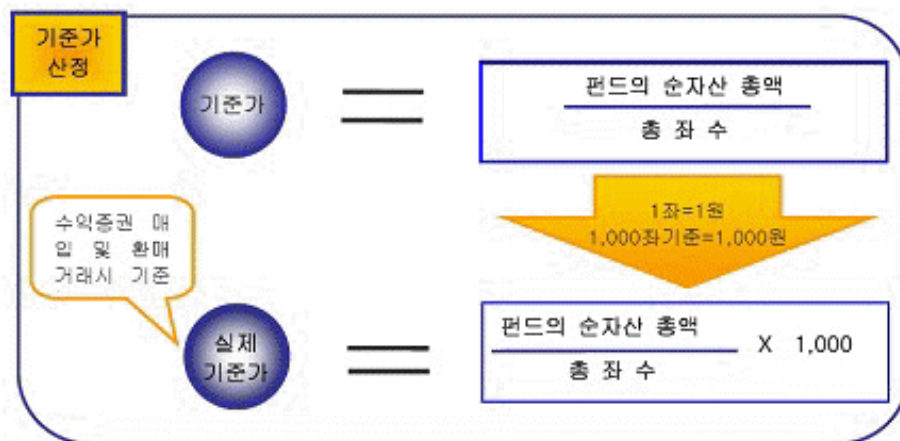 기준가
산정
기준가
펀드의 순자산 총액
총 좌 수
1좌=1원
1,000좌기준=1,000원
수익증권 매
입 및 환매
거래시 기준
실제
기준가
펀드의 순자산 총액
X 1,000
총 좌 수